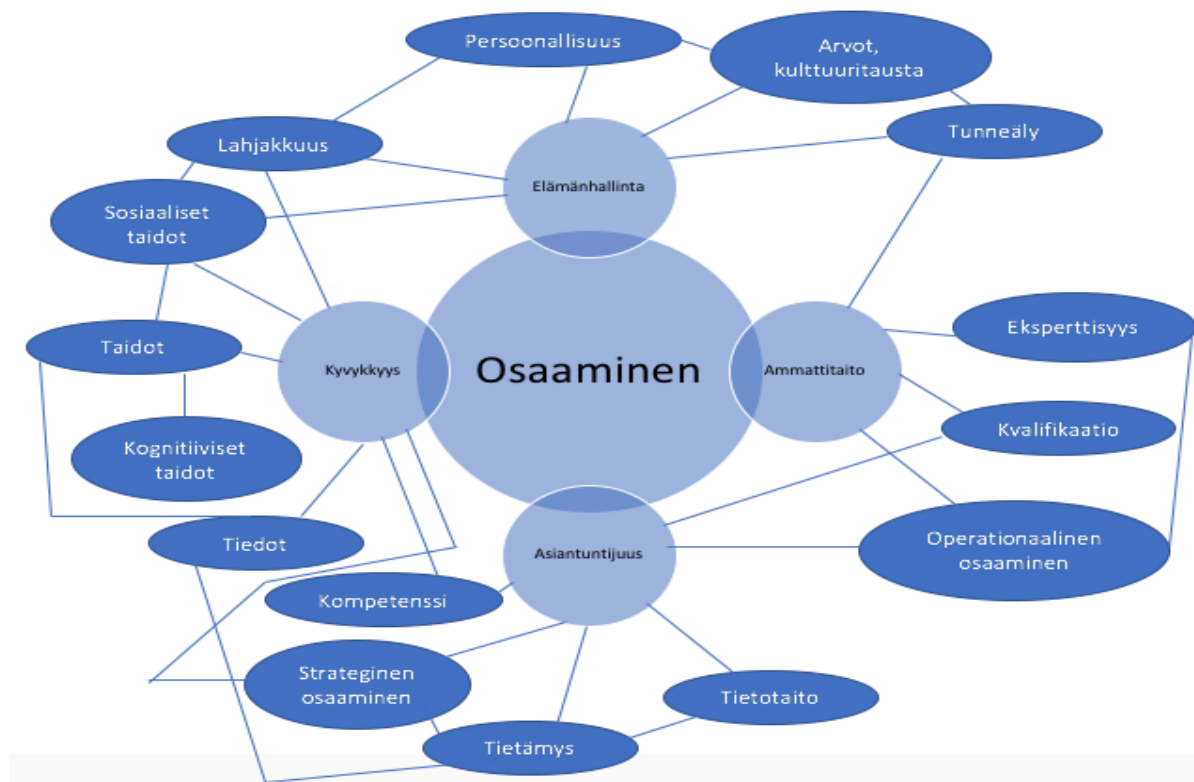 Persoonallisuus
Arvot,
kulttuuritausta
Lahjakkuus
Tunneäly
Elämänhallinta
Sosiaaliset
taidot
Eksperttisyys
Taidot
Kyvykkyys
Osaaminen
Ammattitaito
Kvalifikaatio
Kognitiiviset
taidot
Tiedot
Asiantuntijuus
Operationaalinen
osaaminen
Kompetenssi
Strateginen
osaaminen
Tietotaito
Tietämys